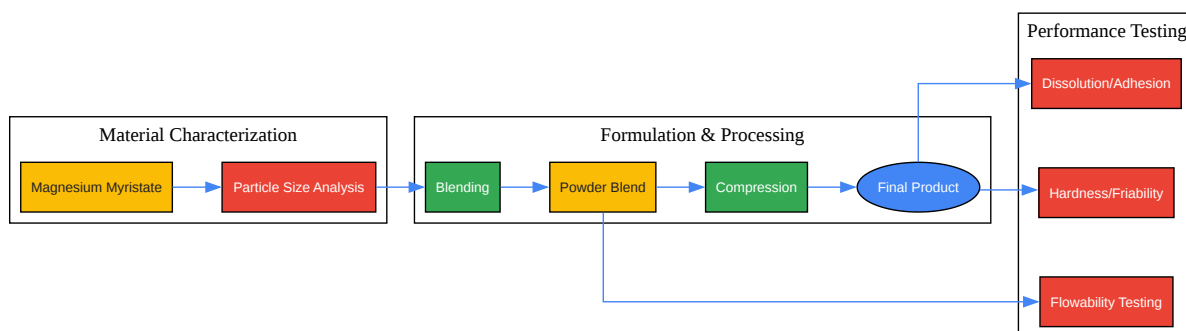 Performance Testing
Dissolution/Adhesion
Material Characterization
Formulation & Processing
Magnesium Myristate
Particle Size Analysis
Blending
Powder Blend
Compression
Final Product
Hardness/Friability
Flowability Testing